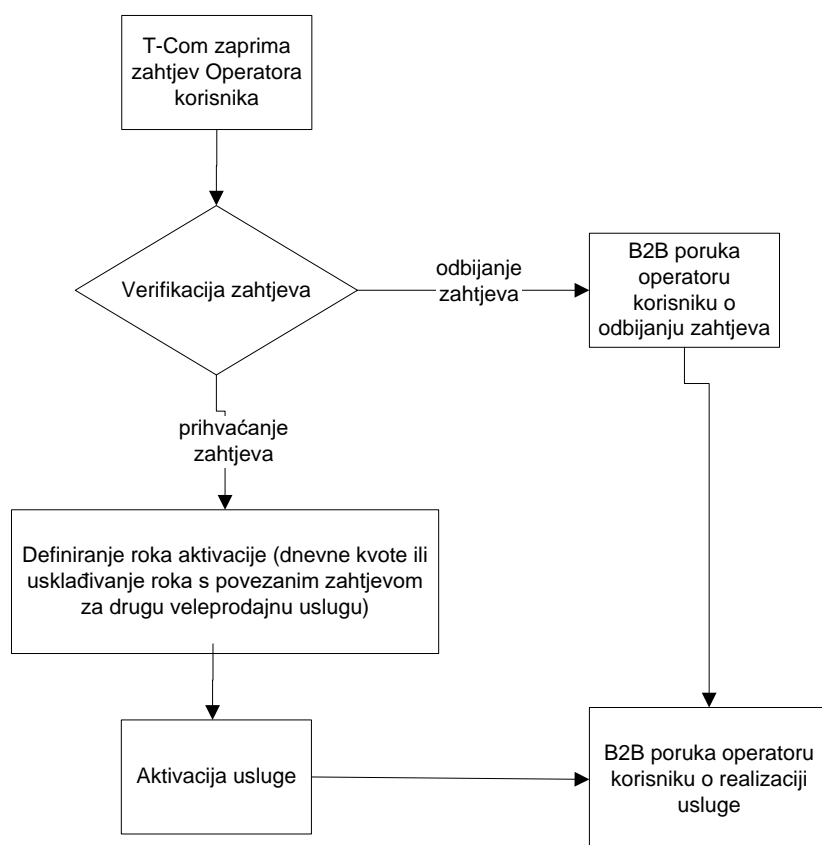 T-Com zaprima
zahtjev Operatora
korisnika
Verifikacija zahtjeva
odbijanje
zahtjeva
B2B poruka
operatoru
korisniku o
odbijanju zahtjeva
prihvaćanje
zahtjeva
Definiranje roka aktivacije (dnevne kvote ili
usklađivanje roka s povezanim zahtjevom
za drugu veleprodajnu uslugu)
Aktivacija usluge
B2B poruka operatoru
korisniku o realizaciji
usluge